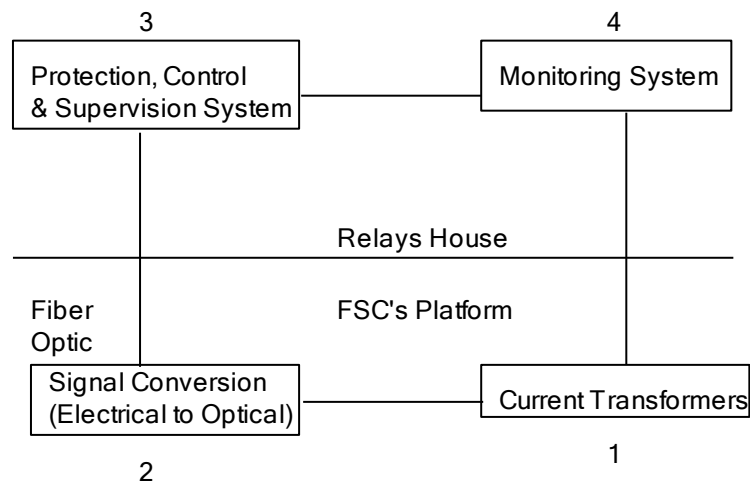 3
4
Protection, Control
& Supervision System
Monitoring System
Relays House
Fiber
Optic
FSC's Platform
Signal Conversion
(Electrical to Optical)
Current Transformers
2
1